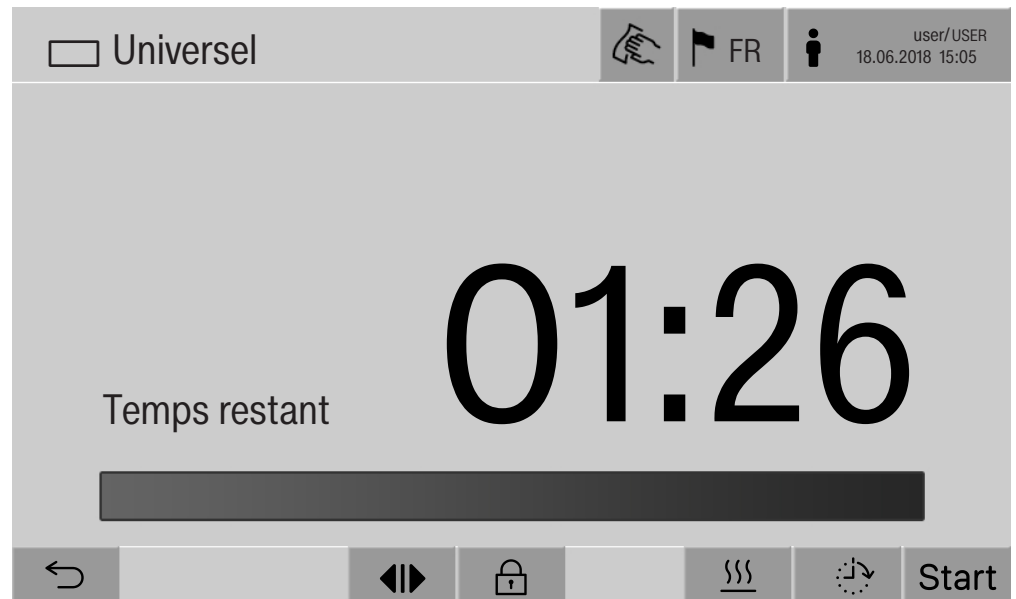 Universel
FR
user/USER
18.06.2018 15:05
01:26
Temps restant
Start